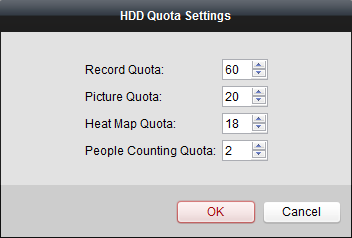 HDD Quota Settings
Record Quota: 60
Picture Quota: 20
Heat Map Quota: 18
People Counting Quota: 2
OK Cancel